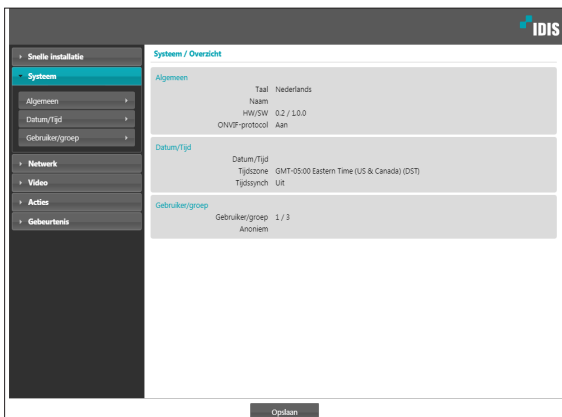 IDIS
Snelle installatie
Systeem
Algemeen
Datum/Tijd
Gebruiker/groep
Netwerk
Video
Acties
Gebeurtenis
Systeem / Overzicht
Algemeen
Taal Nederlands
Naam
HW/SW 0.2 / 1.0.0
ONVIF-protocol Aan
Datum/Tijd
Datum/Tijd
Tijdszone GMT-05:00 Eastern Time (US & Canada) (DST)
Tijdssynch Uit
Gebruiker/groep
Gebruiker/groep 1 / 3
Anoniem
Opslaan